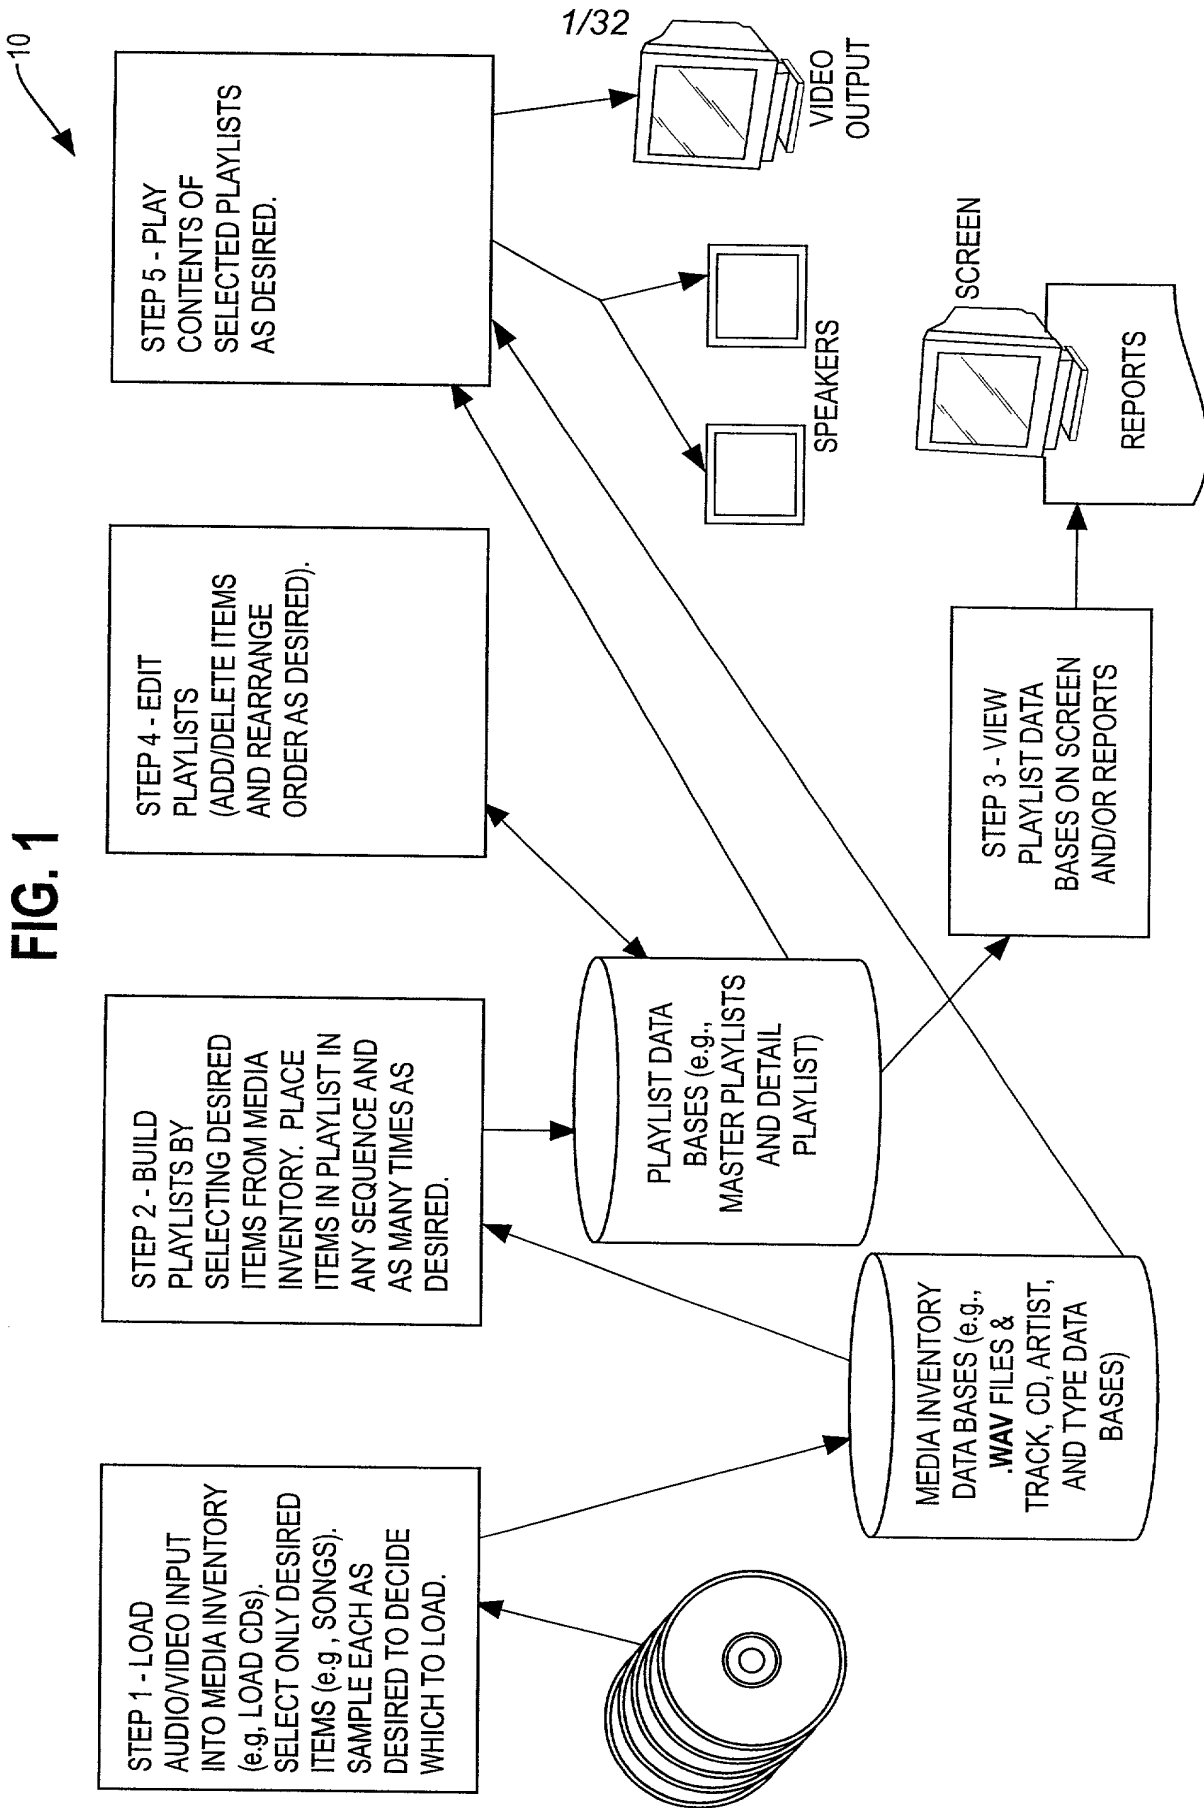 1/32
FIG. 1
10
STEP 1 - LOAD
AUDIO/VIDEO INPUT
INTO MEDIA INVENTORY
(e.g, LOAD CDs).
SELECT ONLY DESIRED
ITEMS (e.g., SONGS).
SAMPLE EACH AS
DESIRED TO DECIDE
WHICH TO LOAD.
STEP 2 - BUILD
PLAYLISTS BY
SELECTING DESIRED
ITEMS FROM MEDIA
INVENTORY. PLACE
ITEMS IN PLAYLIST IN
ANY SEQUENCE AND
AS MANY TIMES AS
DESIRED.
STEP 4 - EDIT
PLAYLISTS
(ADD/DELETE ITEMS
AND REARRANGE
ORDER AS DESIRED).
STEP 5 - PLAY
CONTENTS OF
SELECTED PLAYLISTS
AS DESIRED.
PLAYLIST DATA
BASES (e.g.,
MASTER PLAYLISTS
AND DETAIL
PLAYLIST)
SPEAKERS
VIDEO
OUTPUT
MEDIA INVENTORY
DATA BASES (e.g.,
.WAV FILES &
TRACK, CD, ARTIST,
AND TYPE DATA
BASES)
STEP 3 - VIEW
PLAYLIST DATA
BASES ON SCREEN
AND/OR REPORTS
SCREEN
REPORTS